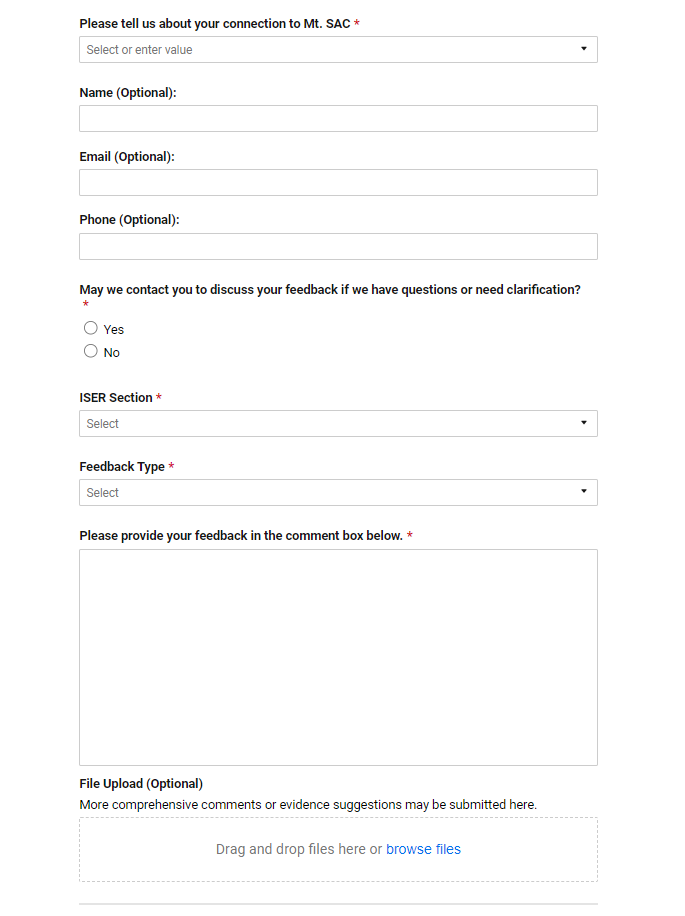 Please tell us about your connection to Mt. SAC *
Select or enter value
Name (Optional):
Email (Optional):
Phone (Optional):
May we contact you to discuss your feedback if we have questions or need clarification?
*
Yes
No
ISER Section *
Select
Feedback Type *
Select
Please provide your feedback in the comment box below. *
File Upload (Optional)
More comprehensive comments or evidence suggestions may be submitted here.
Drag and drop files here or browse files